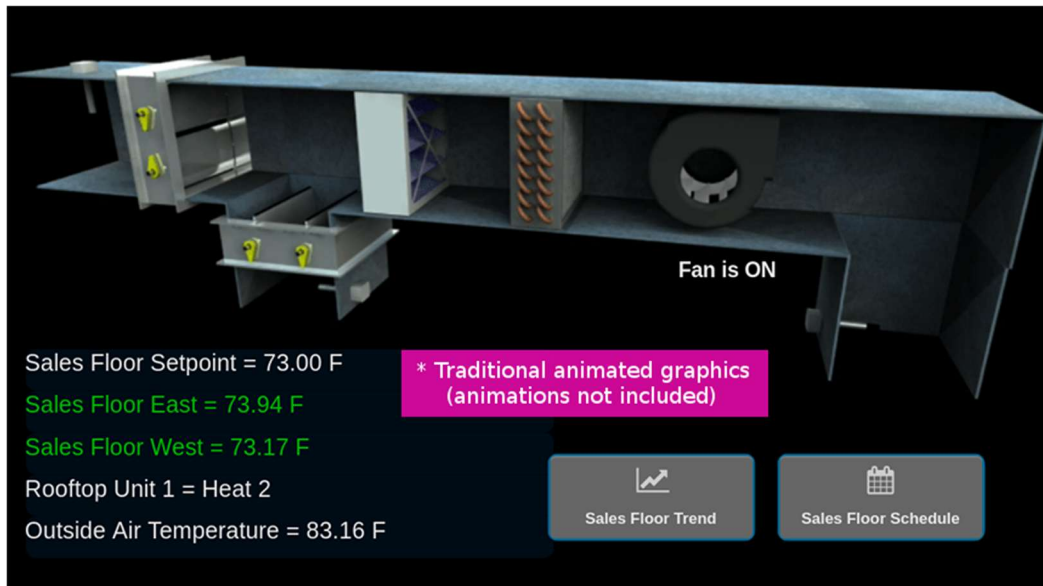 Fan is ON
Sales Floor Setpoint = 73.00 F
* Traditional animated graphics
(animations not included)
Sales Floor East = 73.94 F
Sales Floor West = 73.17 F
Rooftop Unit 1 = Heat 2
Outside Air Temperature = 83.16 F
Sales Floor Trend
Sales Floor Schedule